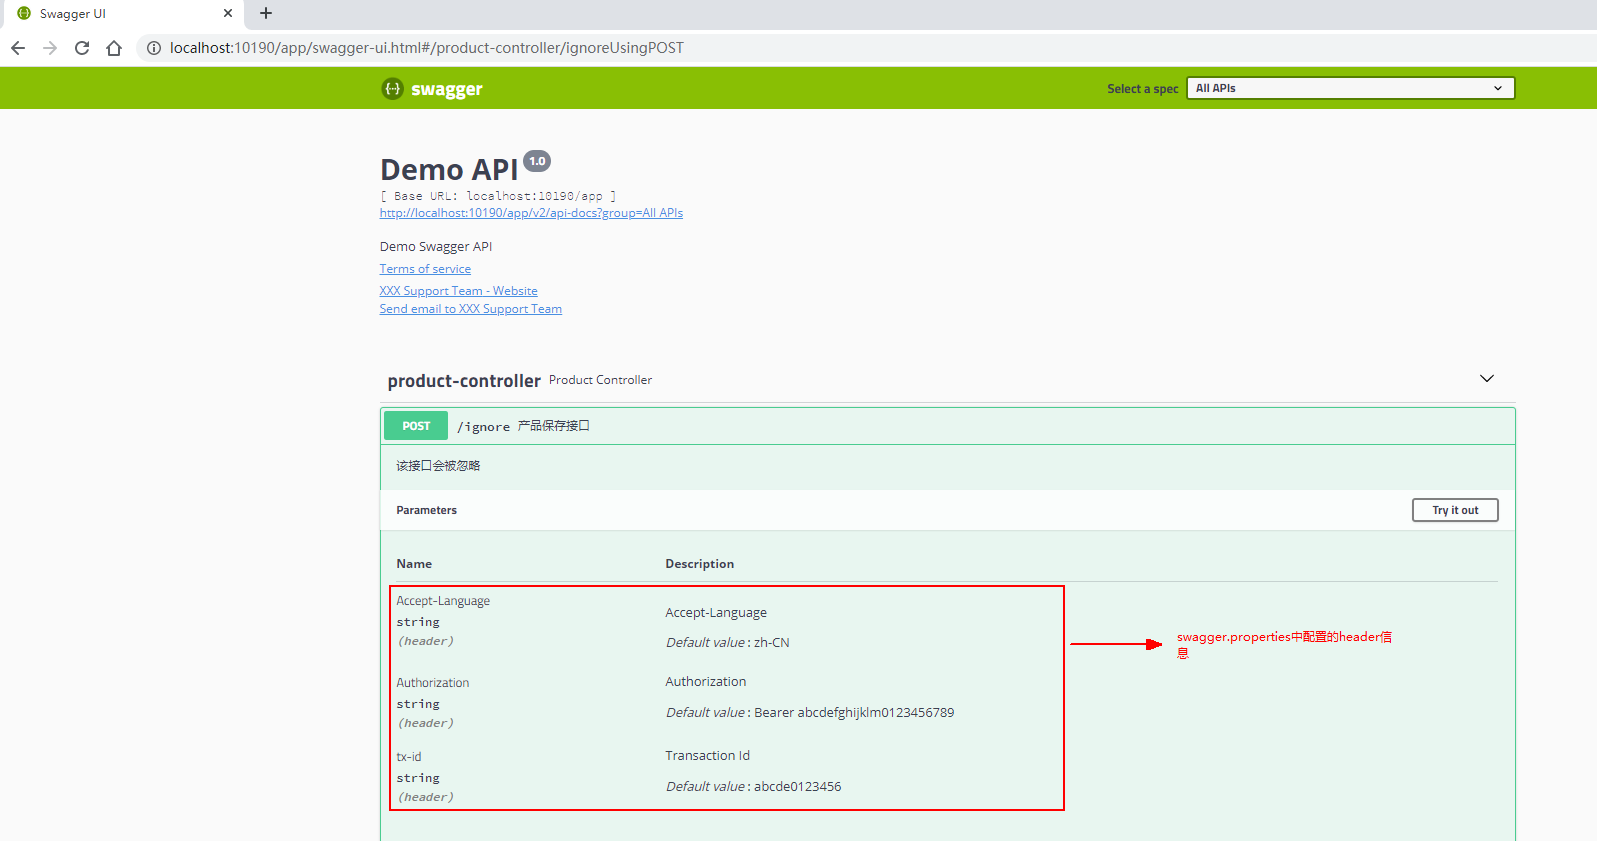 Swagger UI
localhost:10190/app/swagger-ui.html#/product-controller/ignoreUsingPOST
swagger
Select a spec
All APIs
Demo API 1.0
[ Base URL: localhost:10190/app ]
http://localhost:10190/app/v2/api-docs?group=All APIs
Demo Swagger API
Terms of service
XXX Support Team - Website
Send email to XXX Support Team
product-controller Product Controller
POST /ignore 产品保存接口
该接口会被忽略
Parameters
Try it out
Name Description
Accept-Language
string
(header)
Accept-Language
Default value : zh-CN
Authorization
string
(header)
Authorization
Default value : Bearer abcdefghijklm0123456789
tx-id
string
(header)
Transaction Id
Default value : abcde0123456
swagger.properties中配置的header信
息